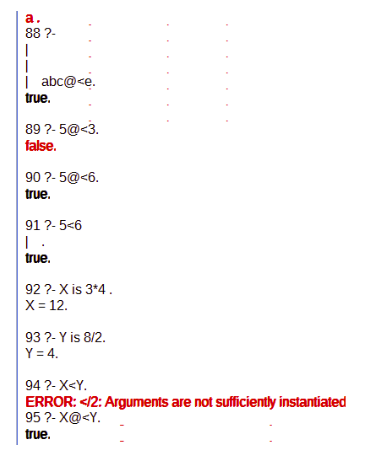 a .
88 ?-
|
|
| abc@<e.
true.
89 ?- 5@<3.
false.
90 ?- 5@<6.
true.
91 ?- 5<6
| .
true.
92 ?- X is 3*4 .
X = 12.
93 ?- Y is 8/2.
Y = 4.
94 ?- X<Y.
ERROR: </2: Arguments are not sufficiently instantiated
95 ?- X@<Y.
true.